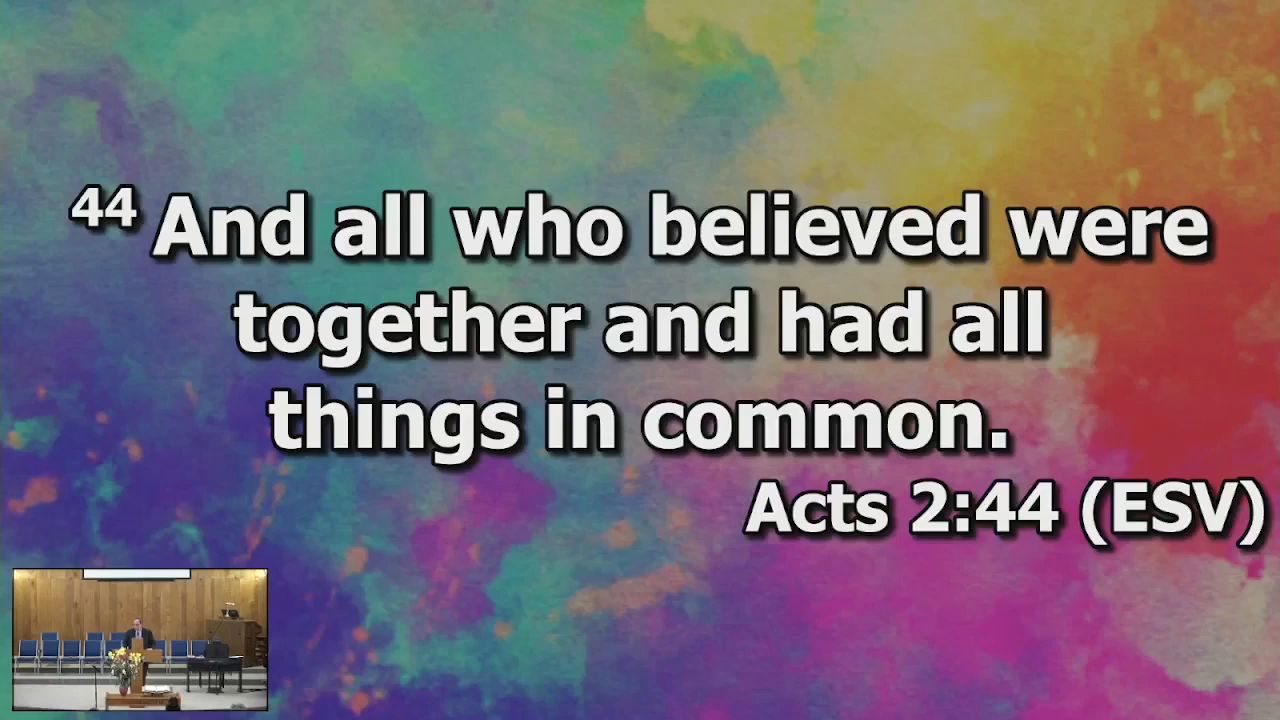 44 And all who believed were
together and had all
things in common.
Acts 2:44 (ESV)